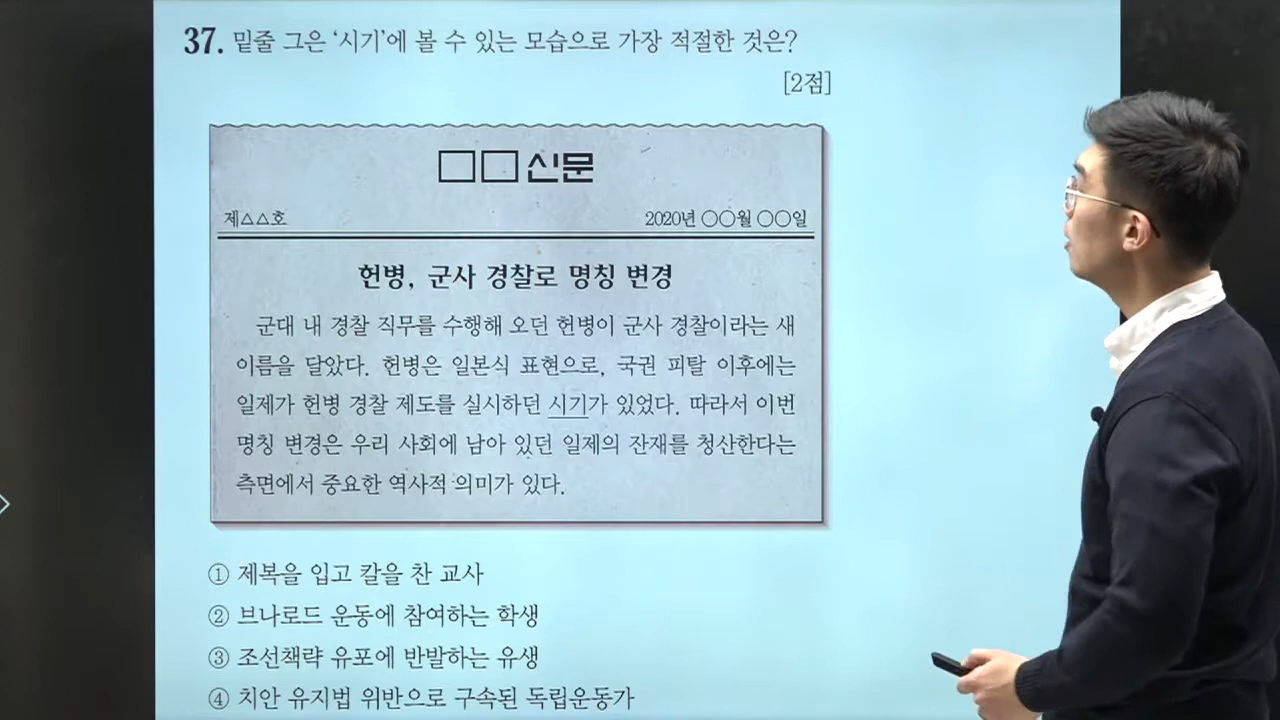 37. 밑줄 그은 '시기'에 볼 수 있는 모습으로 가장 적절한 것은?
[2점]
□□신문
제△△호 2020년 ○○월 ○○일
헌병, 군사 경찰로 명칭 변경
군대 내 경찰 직무를 수행해 오던 헌병이 군사 경찰이라는 새
이름을 달았다. 헌병은 일본식 표현으로, 국권 피탈 이후에는
일제가 헌병 경찰 제도를 실시하던 시기가 있었다. 따라서 이번
명칭 변경은 우리 사회에 남아 있던 일제의 잔재를 청산한다는
측면에서 중요한 역사적 의미가 있다.
① 제복을 입고 칼을 찬 교사
② 브나로드 운동에 참여하는 학생
③ 조선책략 유포에 반발하는 유생
④ 치안 유지법 위반으로 구속된 독립운동가